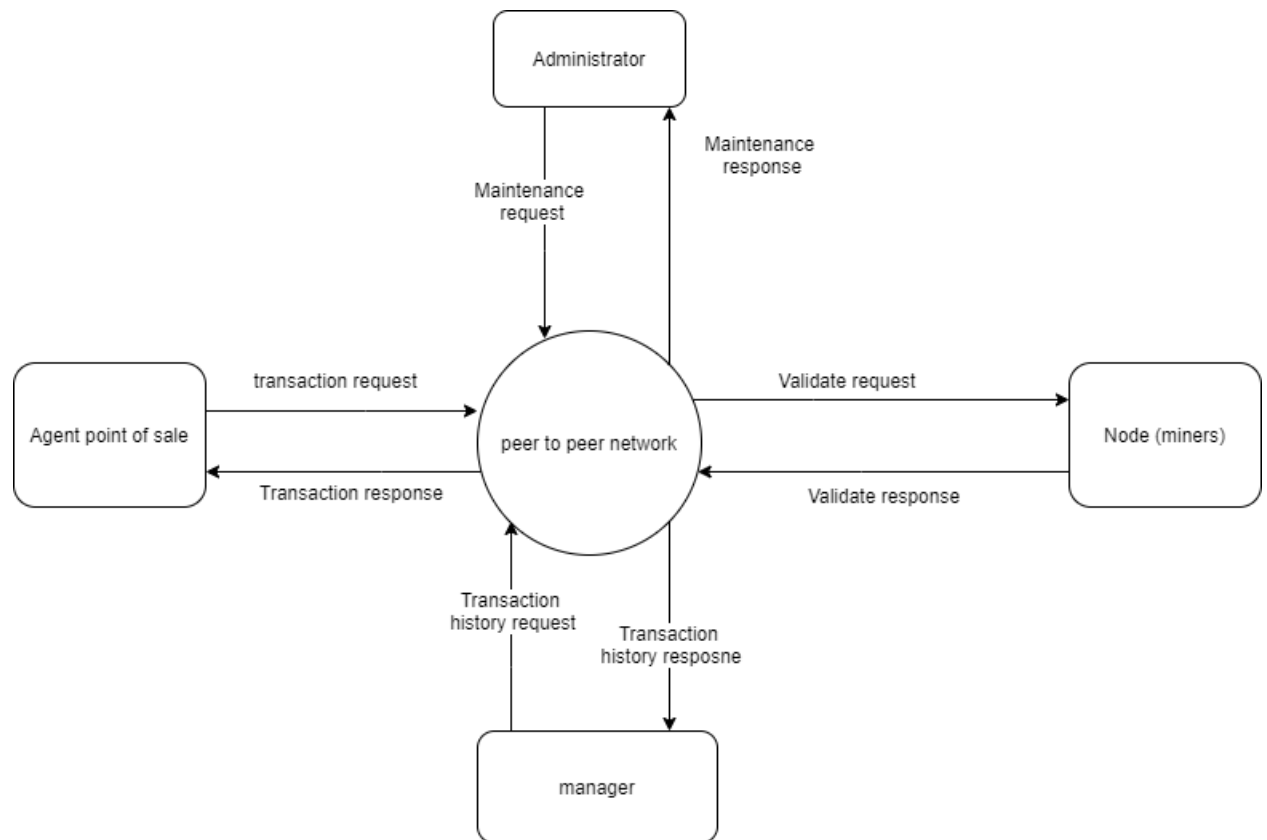 Administrator
Maintenance
response
Maintenance
request
transaction request
Validate request
Agent point of sale
peer to peer network
Node (miners)
Transaction response
Validate response
Transaction
history request
Transaction
history resposne
manager